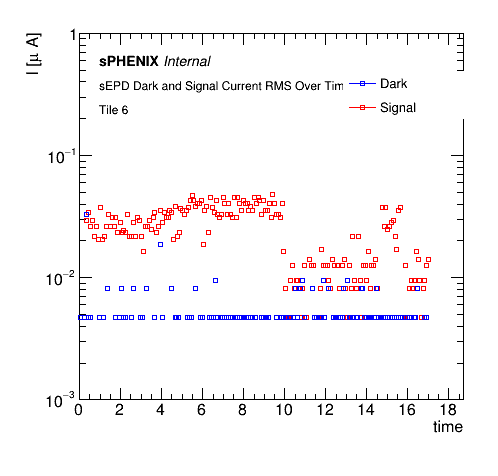 I [μ A]
1
sPHENIX Internal
sEPD Dark and Signal Current RMS Over Tim
Dark
Tile 6
Signal
10⁻¹
10⁻²
10⁻³
0 2 4 6 8 10 12 14 16 18
time